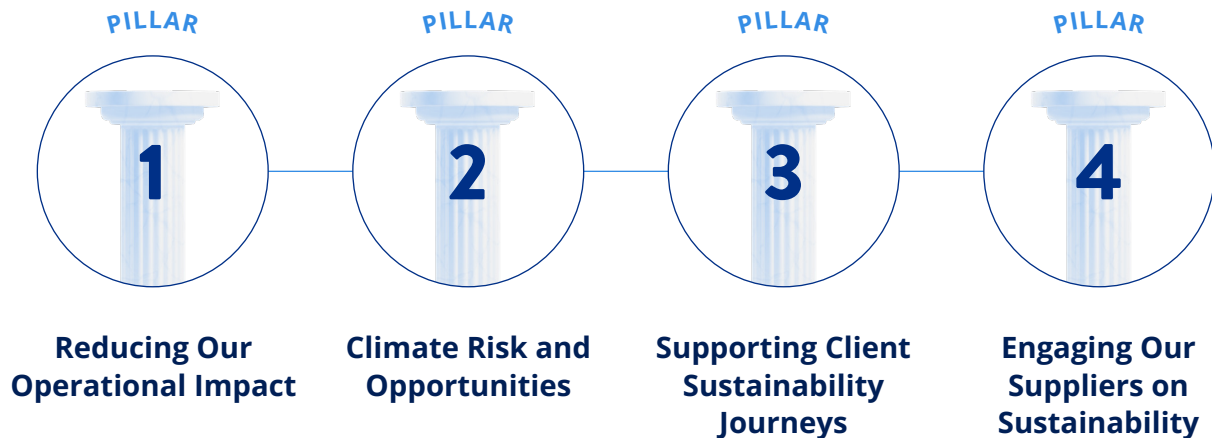 PILLAR
1
Reducing Our
Operational Impact
PILLAR
2
Climate Risk and
Opportunities
PILLAR
3
Supporting Client
Sustainability
Journeys
PILLAR
4
Engaging Our
Suppliers on
Sustainability